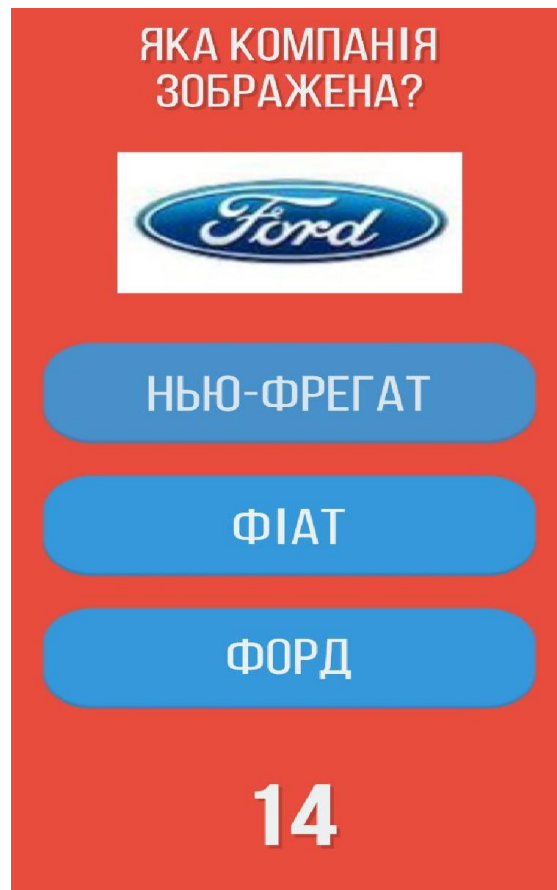 ЯКА КОМПАНІЯ
ЗОБРАЖЕНА?
Ford
НЬЮ-ФРЕГАТ
ФІАТ
ФОРД
14